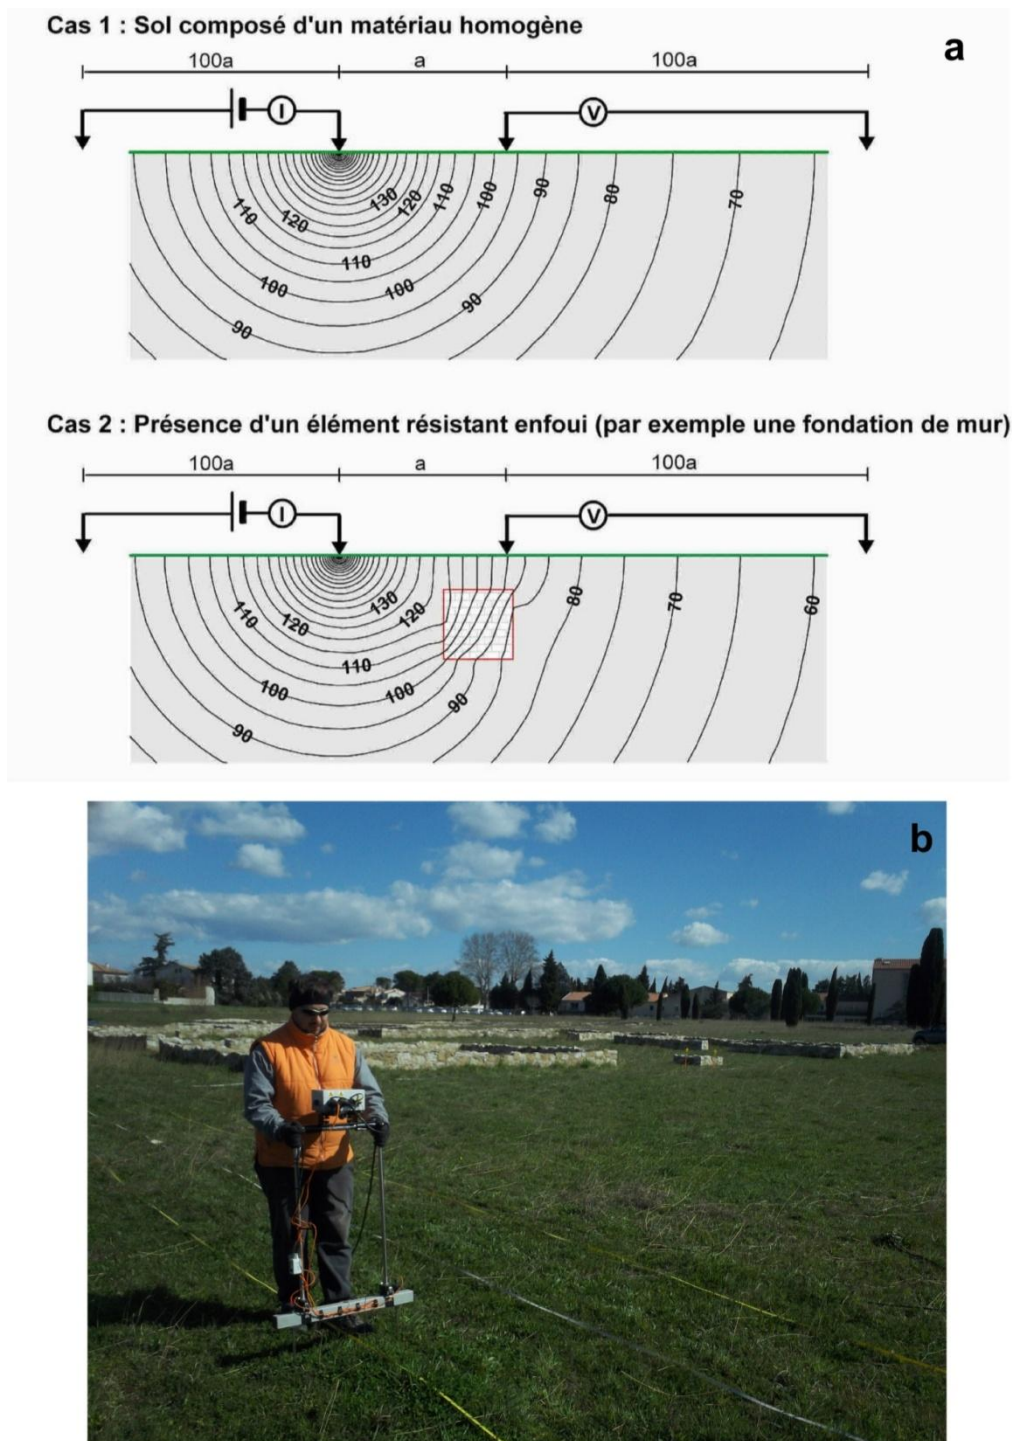 Cas 1 : Sol composé d'un matériau homogène
a
100a a 100a
I V
130 120 110 100 90 80 70
110 120
110
100 100 90
90
Cas 2 : Présence d'un élément résistant enfoui (par exemple une fondation de mur)
100a a 100a
I V
130 120 80 70 60
110 120
110
100 100 90
90
b